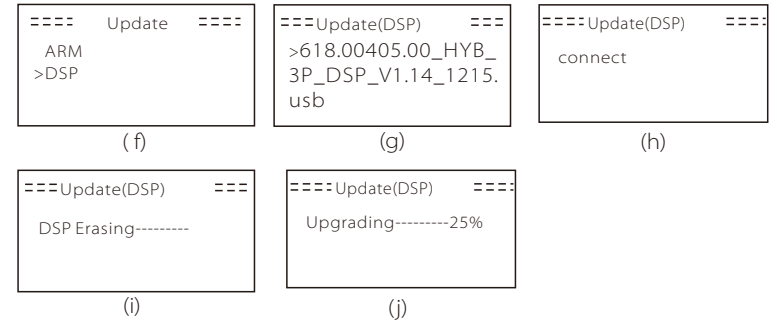 ==== Update ====
ARM
>DSP
(f)
===Update(DSP) ===
>618.00405.00_HYB_
3P_DSP_V1.14_1215.
usb
(g)
====Update(DSP) ====
connect
(h)
===Update(DSP) ===
DSP Erasing---------
(i)
====Update(DSP) ====
Upgrading---------25%
(j)